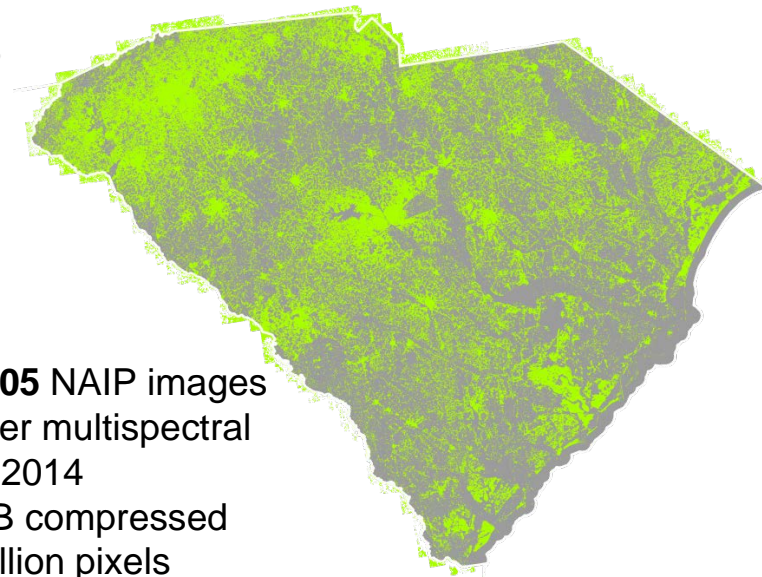 05 NAIP images
er multispectral
2014
B compressed
llion pixels